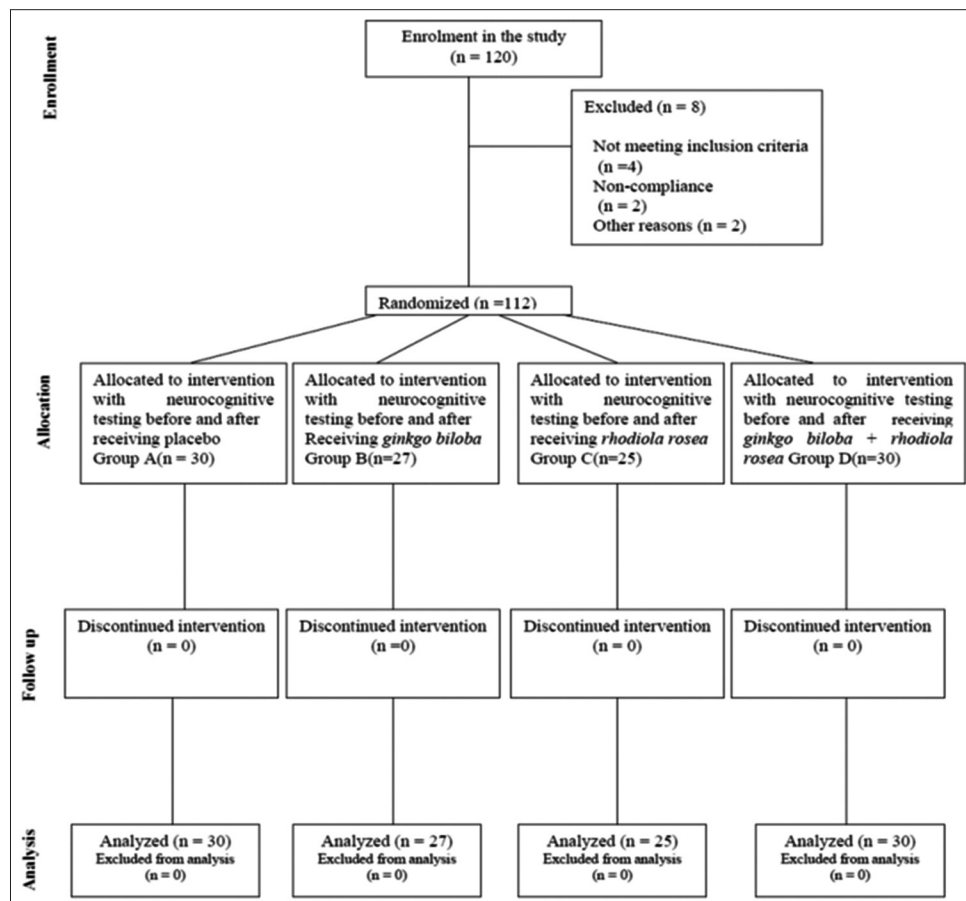 Enrollment
Enrolment in the study
(n = 120)
Excluded (n = 8)
Not meeting inclusion criteria
(n =4)
Non-compliance
(n = 2)
Other reasons (n = 2)
Randomized (n =112)
Allocation
Allocated to intervention
with neurocognitive
testing before and after
receiving placebo
Group A(n = 30)
Allocated to intervention
with neurocognitive
testing before and after
Receiving ginkgo biloba
Group B(n=27)
Allocated to intervention
with neurocognitive
testing before and after
receiving rhodiola rosea
Group C(n=25)
Allocated to intervention
with neurocognitive testing
before and after receiving
ginkgo biloba + rhodiola
rosea Group D(n=30)
Follow up
Discontinued intervention
(n = 0)
Discontinued intervention
(n =0)
Discontinued intervention
(n = 0)
Discontinued intervention
(n = 0)
Analysis
Analyzed (n = 30)
Excluded from analysis
(n = 0)
Analyzed (n = 27)
Excluded from analysis
(n = 0)
Analyzed (n = 25)
Excluded from analysis
(n = 0)
Analyzed (n = 30)
Excluded from analysis
(n = 0)